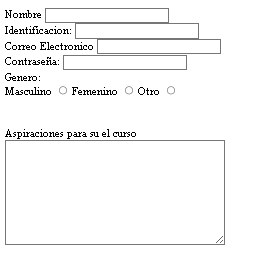 Nombre
Identificacion:
Correo Electronico
Contraseña:
Genero:
Masculino Femenino Otro
Aspiraciones para su el curso